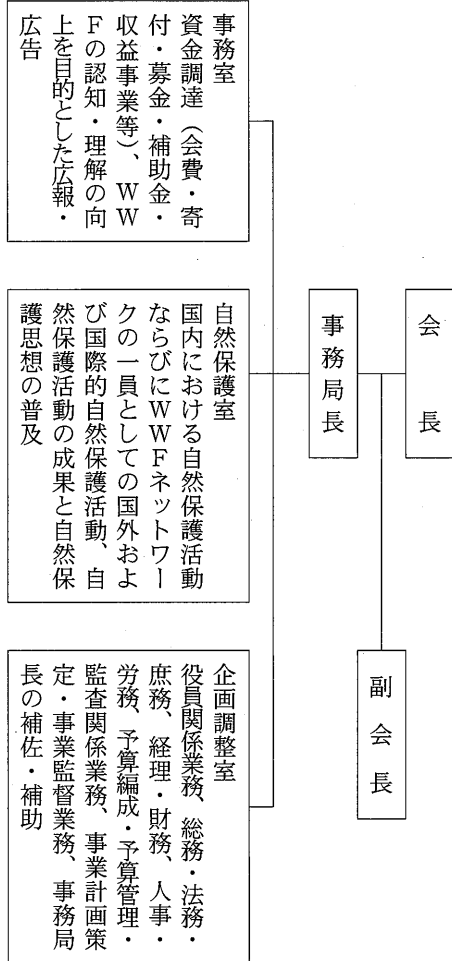 会長
副会長
事務局長
事務室
資金調達（会費・寄
付・募金・補助金・
収益事業等）、ＷＷ
Ｆの認知・理解の向
上を目的とした広報・
広告
自然保護室
国内における自然保護活動
ならびにＷＷＦネットワー
クの一員としての国外およ
び国際的自然保護活動、自
然保護活動の成果と自然保
護思想の普及
企画調整室
役員関係業務、総務・法務・
庶務、経理・財務、人事・
労務、予算編成・予算管理・
監査関係業務、事業計画策
定・事業監督業務、事務局
長の補佐・補助